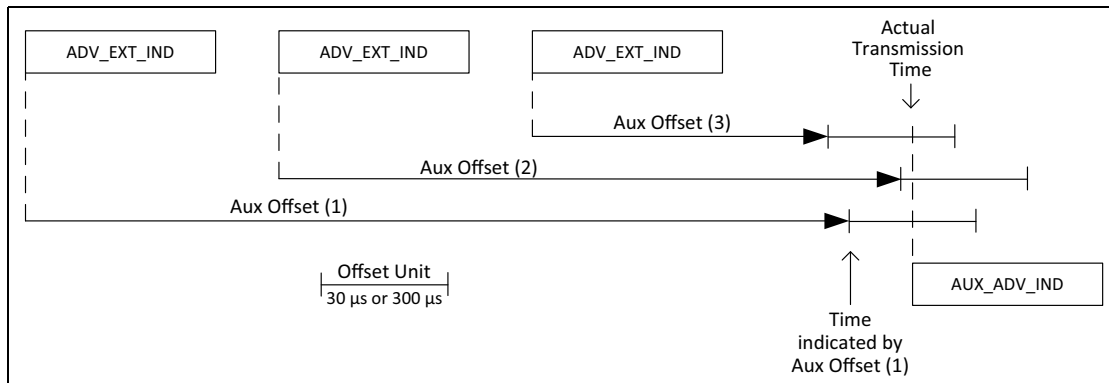 ADV_EXT_IND
ADV_EXT_IND
ADV_EXT_IND
Actual
Transmission
Time
Aux Offset (3)
Aux Offset (2)
Aux Offset (1)
Offset Unit
30 µs or 300 µs
AUX_ADV_IND
Time
indicated by
Aux Offset (1)